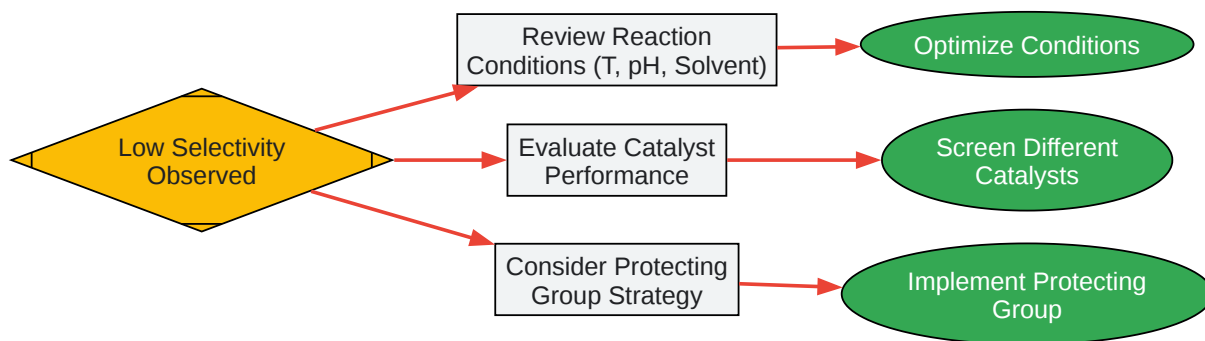 Low Selectivity
Observed
Review Reaction
Conditions (T, pH, Solvent)
Optimize Conditions
Evaluate Catalyst
Performance
Screen Different
Catalysts
Consider Protecting
Group Strategy
Implement Protecting
Group